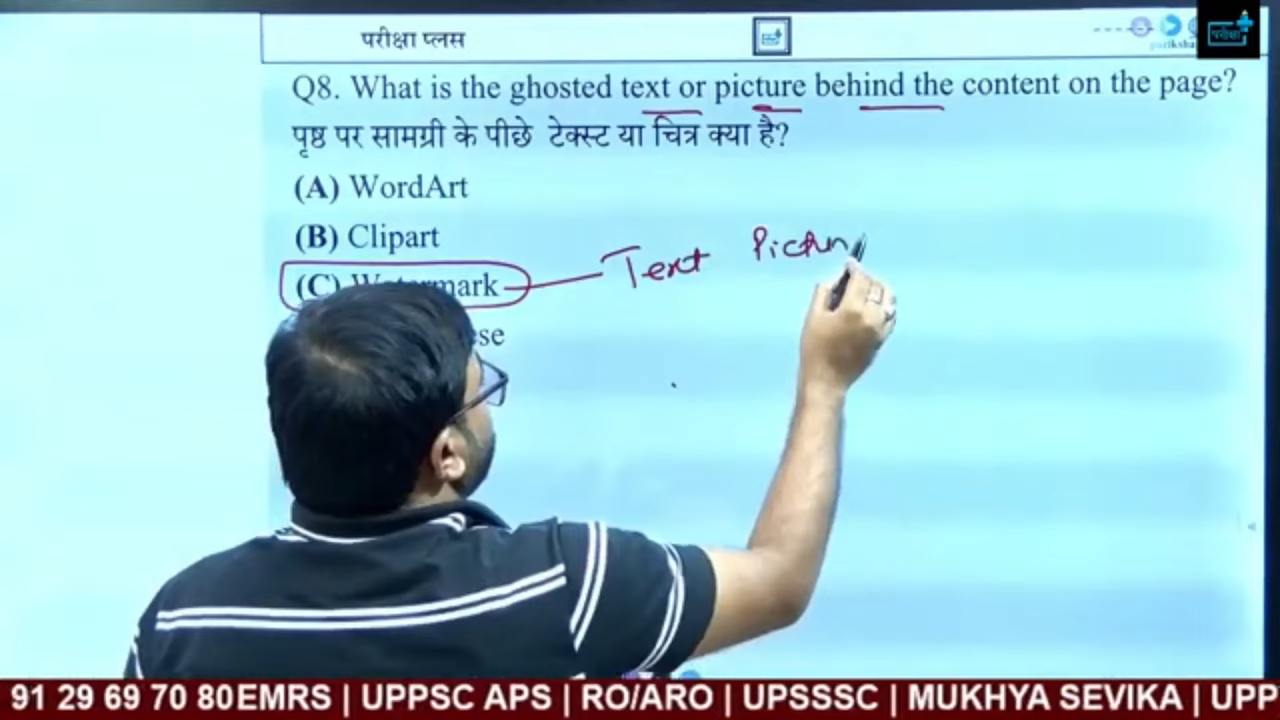 परीक्षा प्लस
परीक्षा
Q8. What is the ghosted text or picture behind the content on the page?
पृष्ठ पर सामग्री के पीछे टेक्स्ट या चित्र क्या है?
(A) WordArt
(B) Clipart
(C) Watermark
Text
91 29 69 70 80EMRS | UPPSC APS | RO/ARO | UPSSSC | MUKHYA SEVIKA | UPP